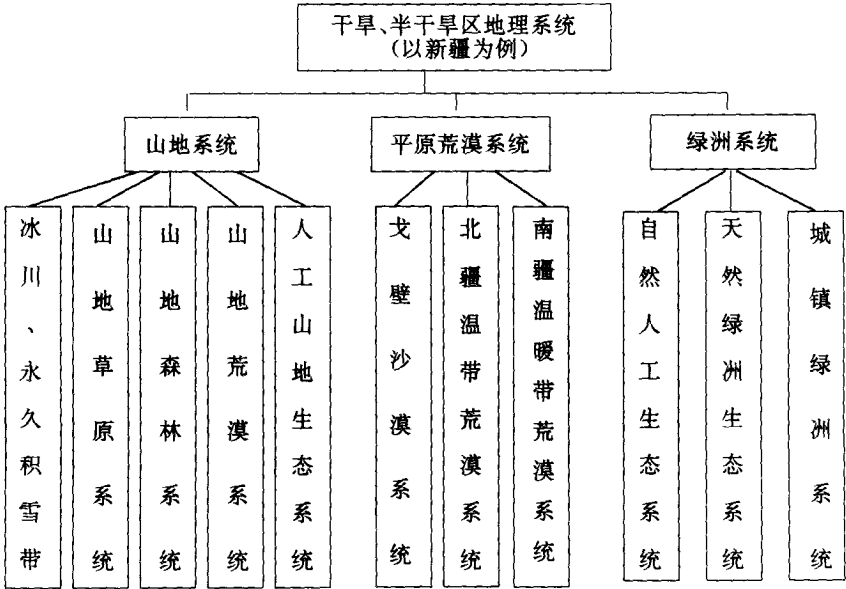 干旱、半干旱区地理系统
（以新疆为例）
山地系统
平原荒漠系统
绿洲系统
冰川、永久积雪带
山地草原系统
山地森林系统
山地荒漠系统
人工山地生态系统
戈壁沙漠系统
北疆温带荒漠系统
南疆温暖带荒漠系统
自然人工生态系统
天然绿洲生态系统
城镇绿洲系统